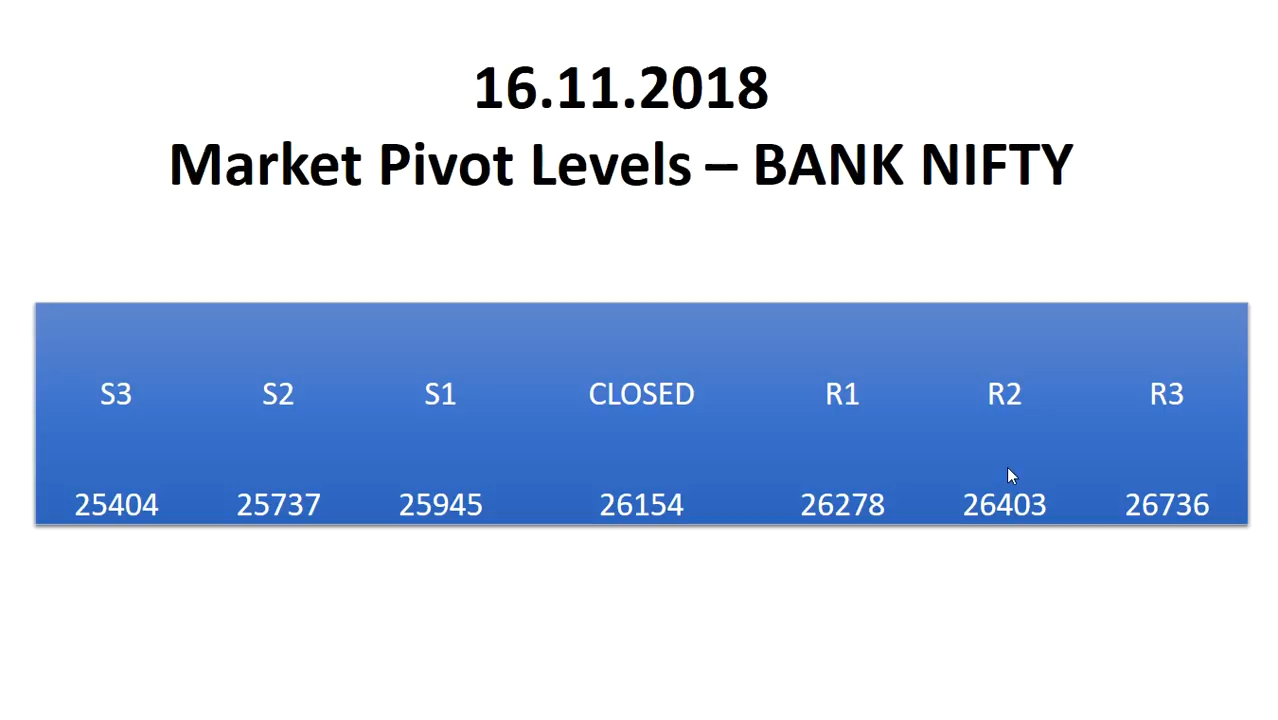 16.11.2018
Market Pivot Levels – BANK NIFTY
S3 S2 S1 CLOSED R1 R2 R3
25404 25737 25945 26154 26278 26403 26736